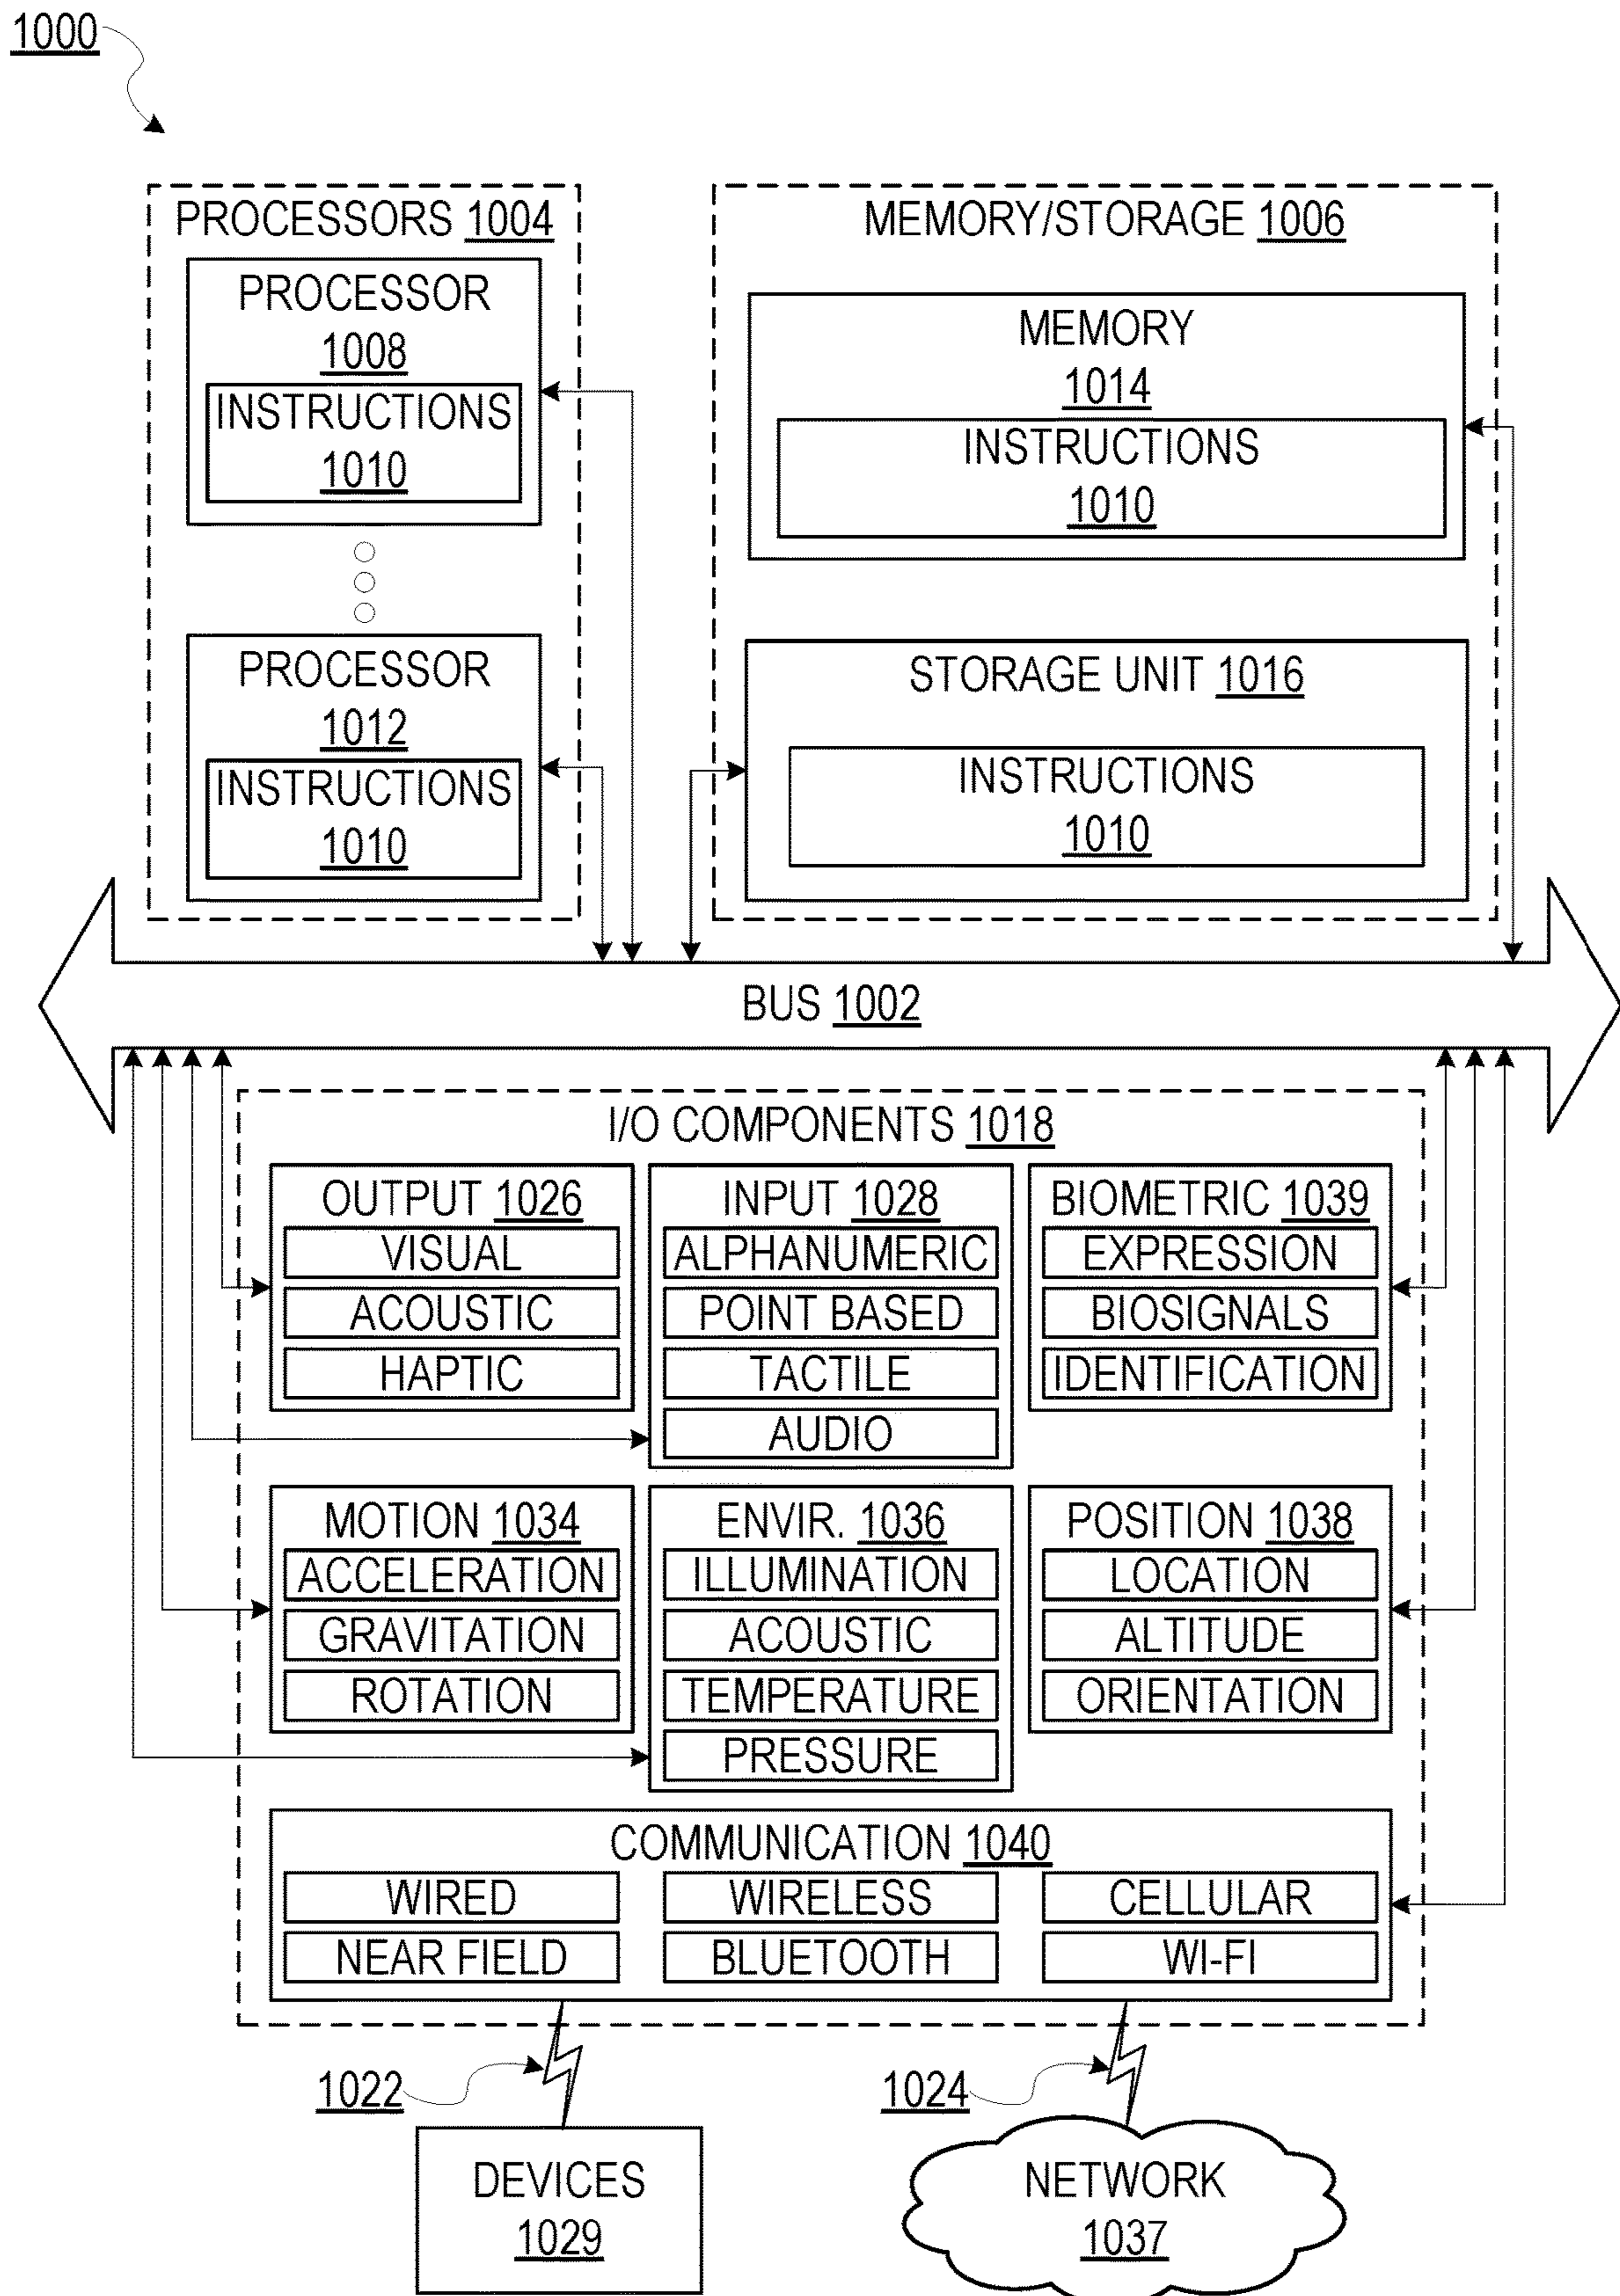 1000
PROCESSORS 1004
PROCESSOR
1008
INSTRUCTIONS
1010
PROCESSOR
1012
INSTRUCTIONS
1010
MEMORY/STORAGE 1006
MEMORY
1014
INSTRUCTIONS
1010
STORAGE UNIT 1016
INSTRUCTIONS
1010
BUS 1002
I/O COMPONENTS 1018
OUTPUT 1026
VISUAL
ACOUSTIC
HAPTIC
INPUT 1028
ALPHANUMERIC
POINT BASED
TACTILE
AUDIO
BIOMETRIC 1039
EXPRESSION
BIOSIGNALS
IDENTIFICATION
MOTION 1034
ACCELERATION
GRAVITATION
ROTATION
ENVIR. 1036
ILLUMINATION
ACOUSTIC
TEMPERATURE
PRESSURE
POSITION 1038
LOCATION
ALTITUDE
ORIENTATION
COMMUNICATION 1040
WIRED
WIRELESS
CELLULAR
NEAR FIELD
BLUETOOTH
WI-FI
1022
1024
DEVICES
1029
NETWORK
1037